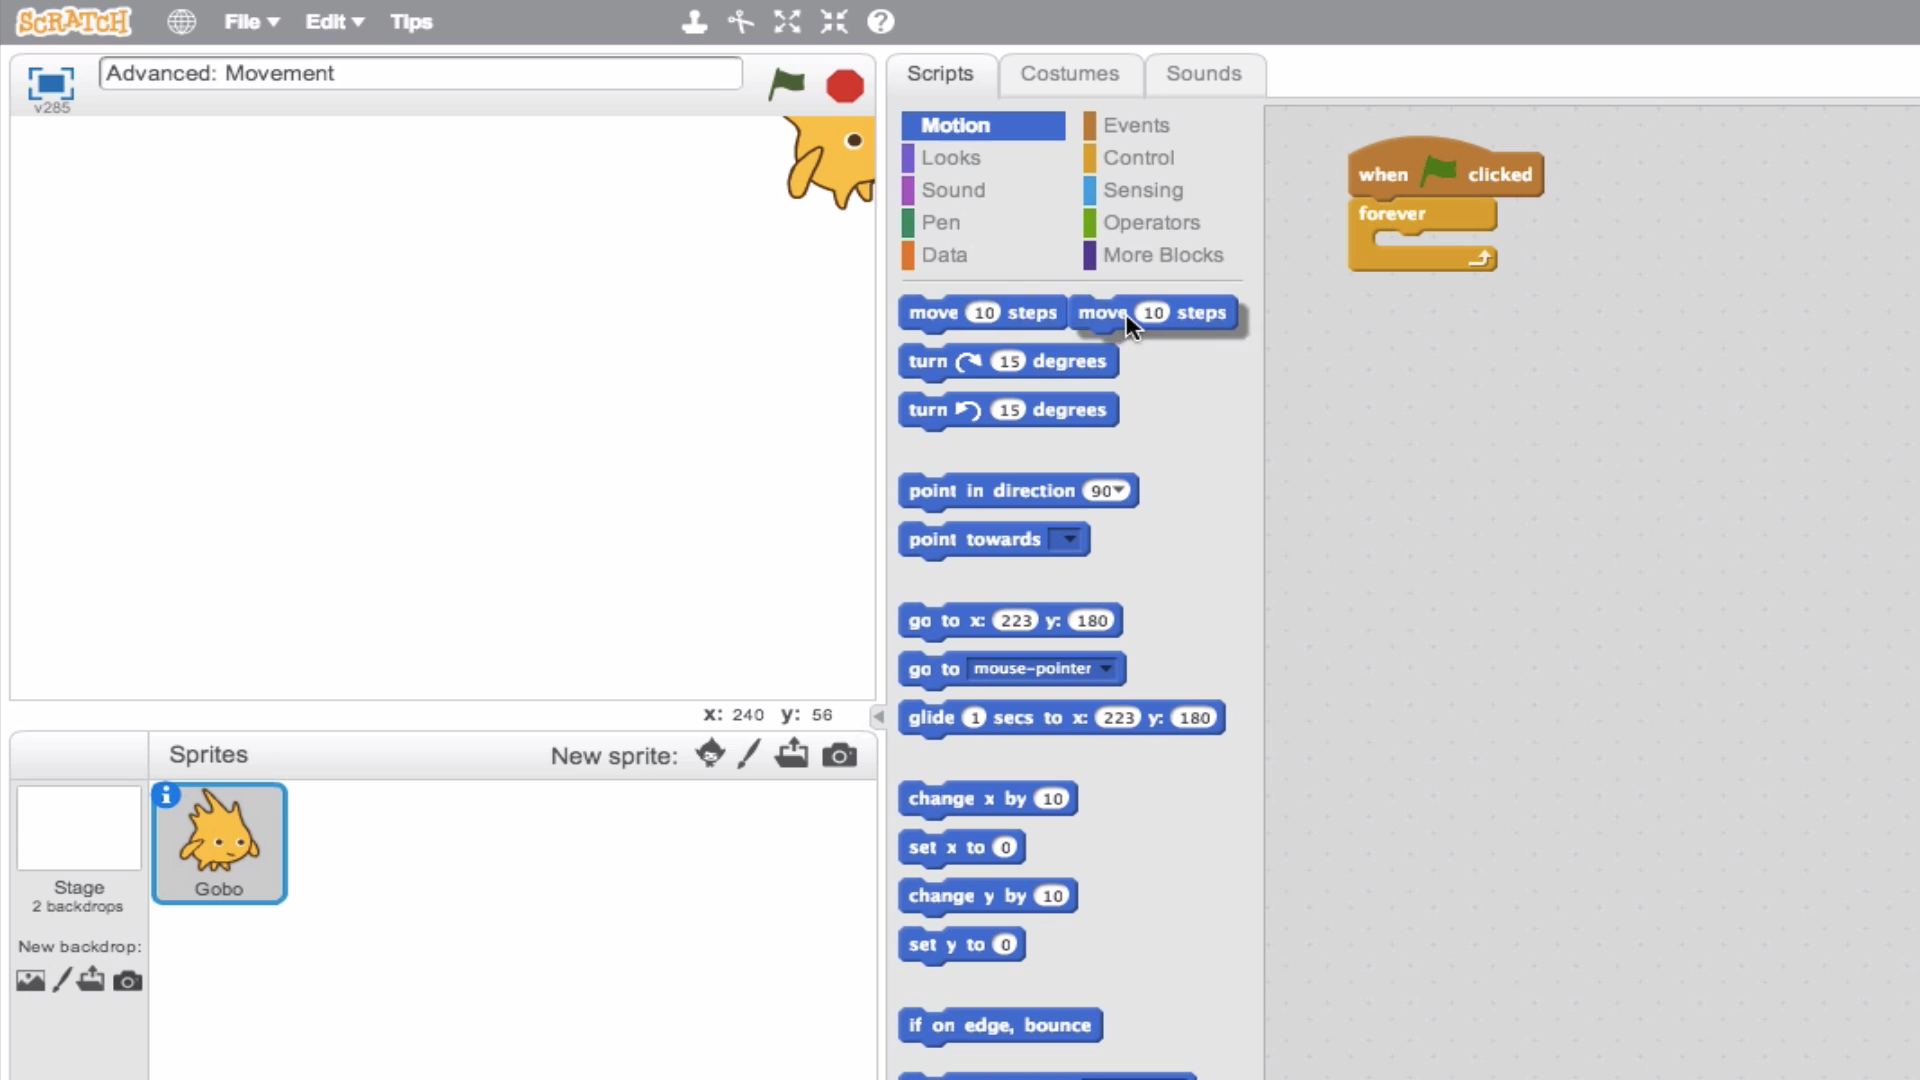 SCRATCH File Edit Tips
Advanced: Movement
v285
Scripts Costumes Sounds
Motion Events
Looks Control
Sound Sensing
Pen Operators
Data More Blocks
move 10 steps move 10 steps
turn 15 degrees
turn 15 degrees
point in direction 90
point towards
go to x: 223 y: 180
go to mouse-pointer
glide 1 secs to x: 223 y: 180
change x by 10
set x to 0
change y by 10
set y to 0
if on edge, bounce
when clicked
forever
x: 240 y: 56
Sprites New sprite:
Gobo
Stage
2 backdrops
New backdrop: